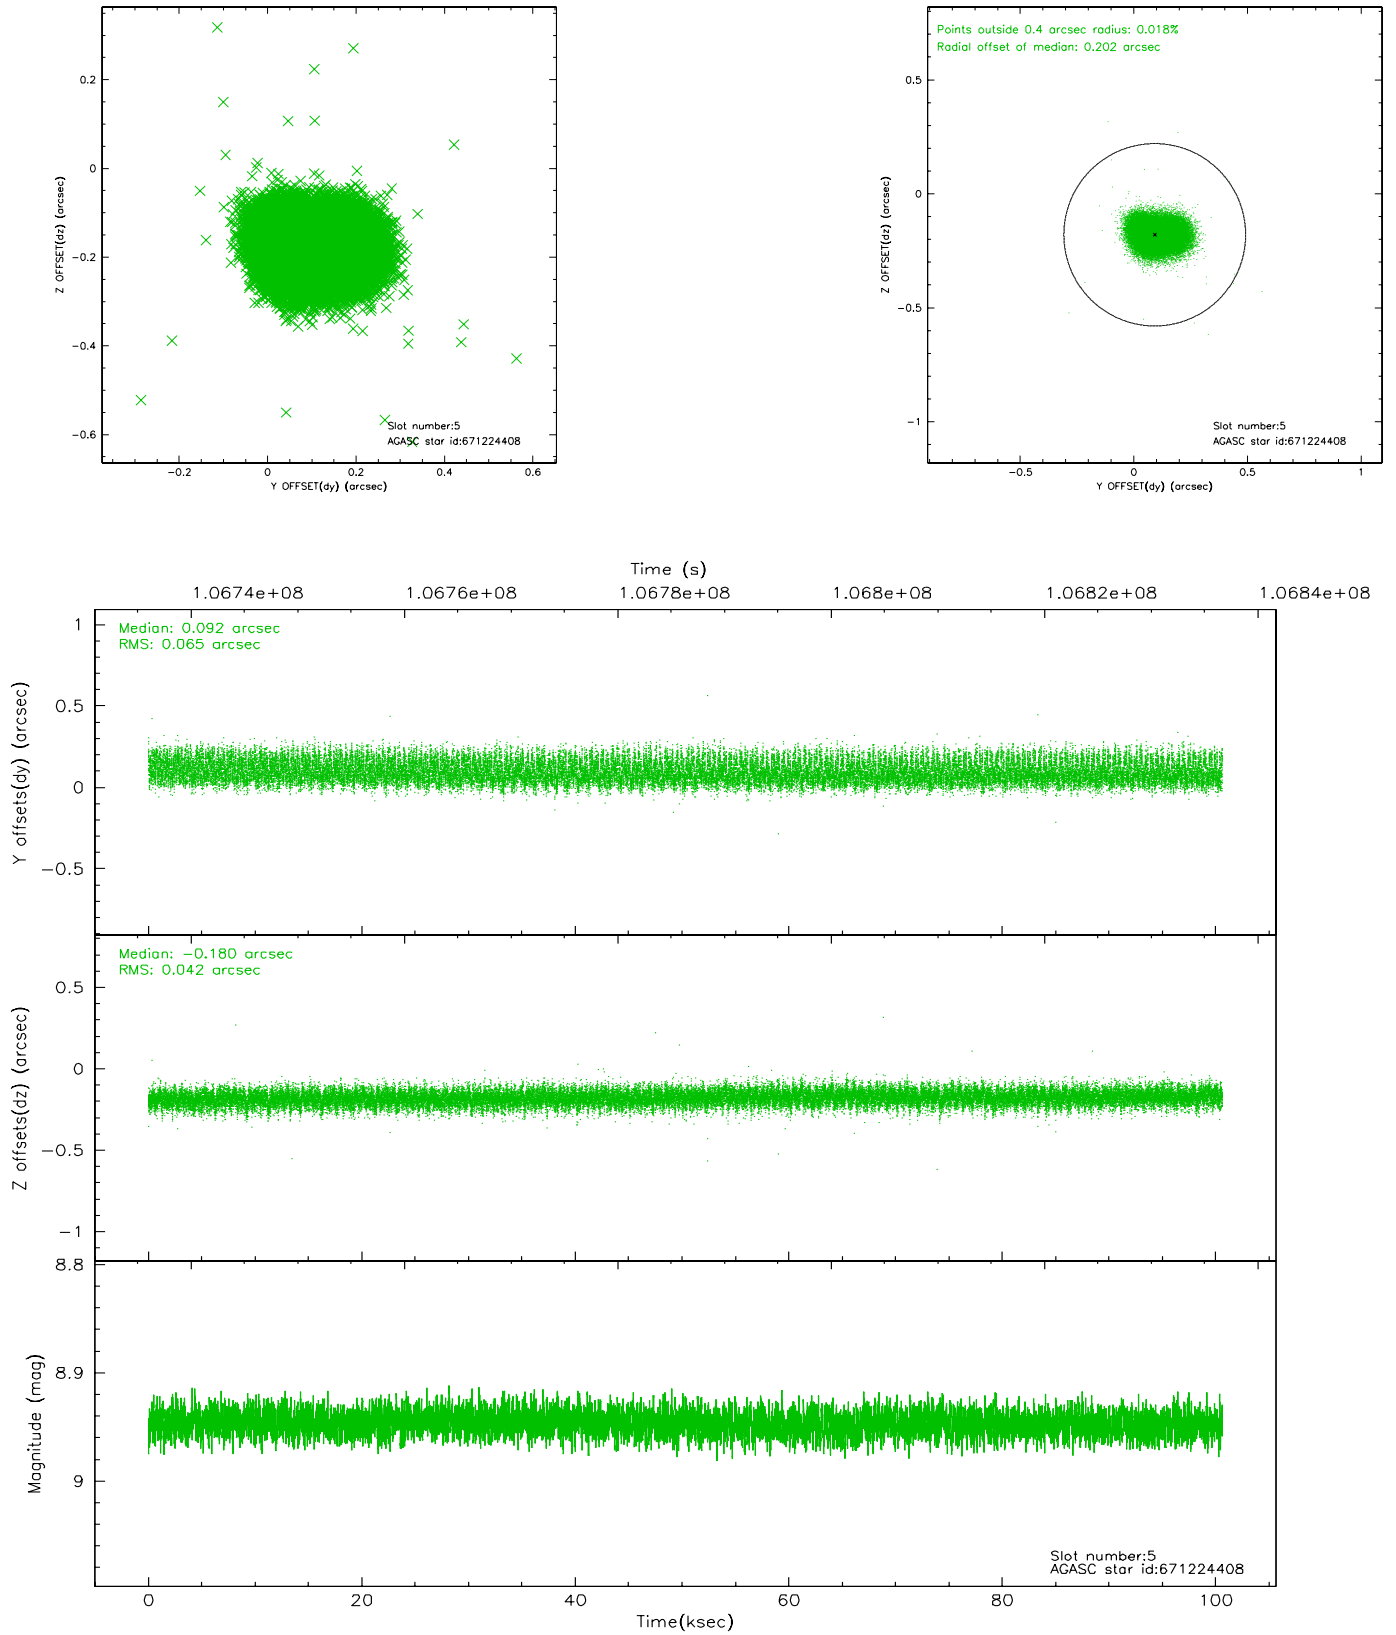 0.2
0
−0.2
−0.4
−0.6
Z OFFSET(dz) (arcsec)
Slot number:5
AGASC star id:671224408
−0.2 0 0.2 0.4 0.6
Y OFFSET(dy) (arcsec)
Points outside 0.4 arcsec radius: 0.018%
Radial offset of median: 0.202 arcsec
0.5
0
−0.5
−1
Z OFFSET(dz) (arcsec)
Slot number:5
AGASC star id:671224408
−0.5 0 0.5 1
Y OFFSET(dy) (arcsec)
Time (s)
1.0674e+08 1.0676e+08 1.0678e+08 1.068e+08 1.0682e+08 1.0684e+08
Median: 0.092 arcsec
RMS: 0.065 arcsec
1
0.5
0
−0.5
Y offsets(dy) (arcsec)
Median: −0.180 arcsec
RMS: 0.042 arcsec
0.5
0
−0.5
−1
Z offsets(dz) (arcsec)
8.8
8.9
9
Magnitude (mag)
Slot number:5
AGASC star id:671224408
0 20 40 60 80 100
Time(ksec)